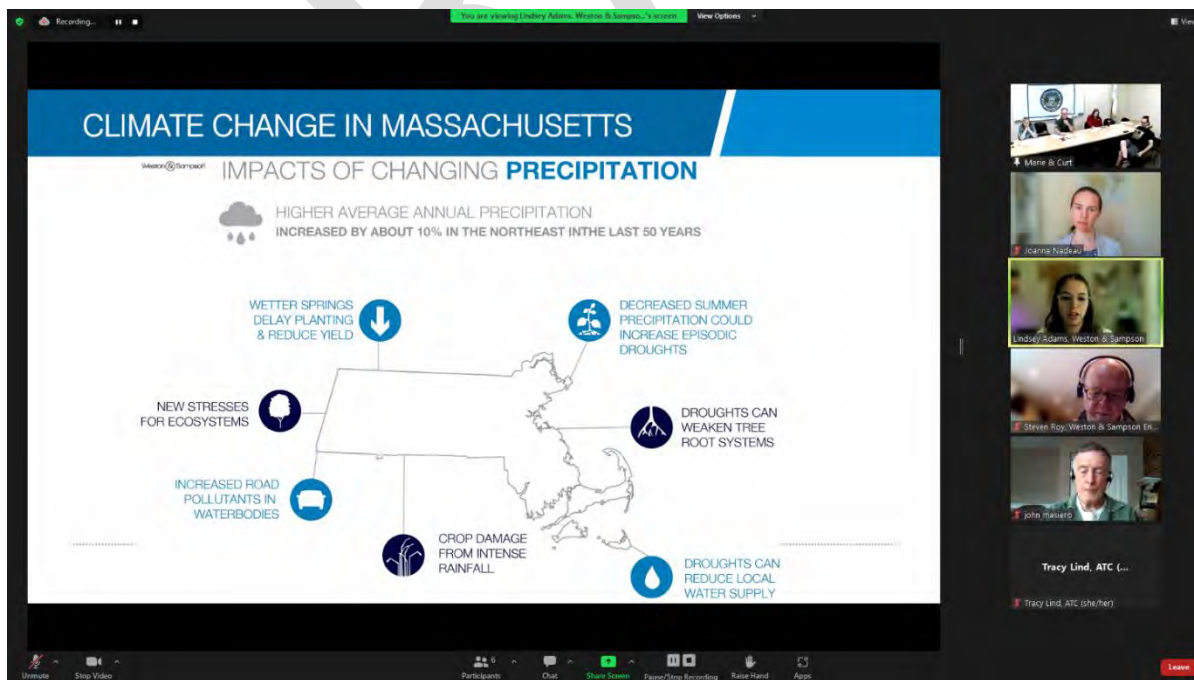 Recording...
You are viewing Lindsey Adams, Weston & Sampso...'s screen
View Options
View
CLIMATE CHANGE IN MASSACHUSETTS
Weston & Sampson
IMPACTS OF CHANGING PRECIPITATION
HIGHER AVERAGE ANNUAL PRECIPITATION
INCREASED BY ABOUT 10% IN THE NORTHEAST INTHE LAST 50 YEARS
WETTER SPRINGS
DELAY PLANTING
& REDUCE YIELD
DECREASED SUMMER
PRECIPITATION COULD
INCREASE EPISODIC
DROUGHTS
NEW STRESSES
FOR ECOSYSTEMS
DROUGHTS CAN
WEAKEN TREE
ROOT SYSTEMS
INCREASED ROAD
POLLUTANTS IN
WATERBODIES
CROP DAMAGE
FROM INTENSE
RAINFALL
DROUGHTS CAN
REDUCE LOCAL
WATER SUPPLY
Marie & Curt
Joanna Nadeau
Lindsey Adams, Weston & Sampson
Steven Roy, Weston & Sampson En...
john masiero
Tracy Lind, ATC (...
Tracy Lind, ATC (she/her)
Unmute
Stop Video
Participants
6
Chat
Share Screen
Pause/Stop Recording
Raise Hand
Apps
Leave